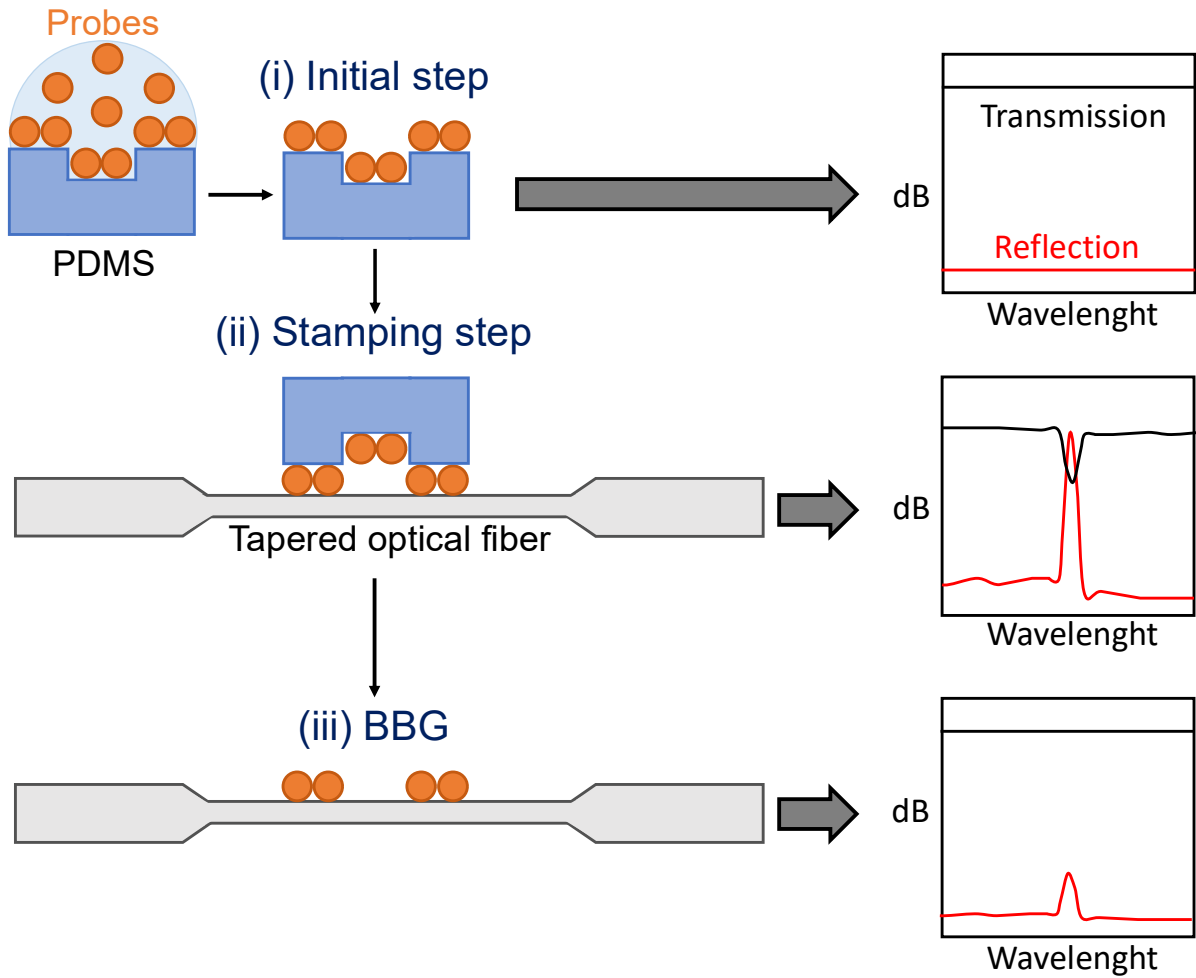 Probes
(i) Initial step
PDMS
Transmission
dB
Reflection
Wavelenght
(ii) Stamping step
Tapered optical fiber
dB
Wavelenght
(iii) BBG
dB
Wavelenght